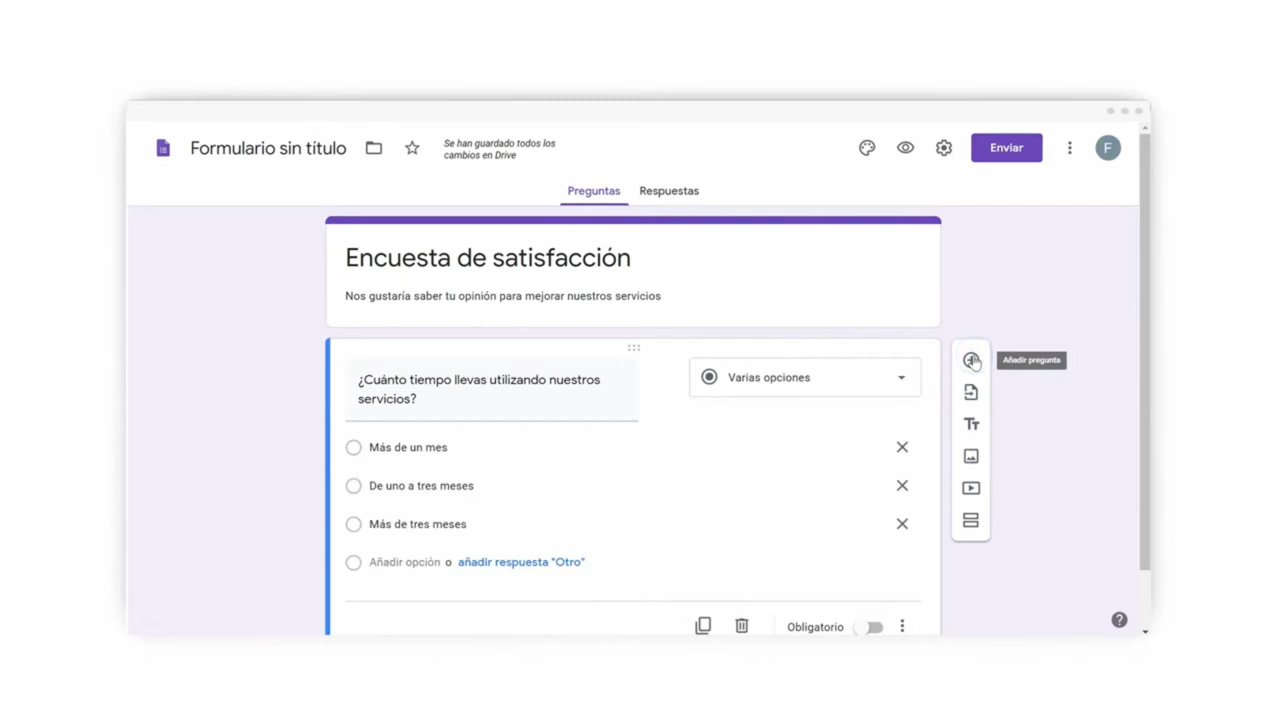 Formulario sin título
Se han guardado todos los
cambios en Drive
Enviar
F
Preguntas
Respuestas
Encuesta de satisfacción
Nos gustaría saber tu opinión para mejorar nuestros servicios
¿Cuánto tiempo llevas utilizando nuestros
servicios?
Varias opciones
Añadir pregunta
Más de un mes
De uno a tres meses
Más de tres meses
Añadir opción o añadir respuesta "Otro"
Obligatorio